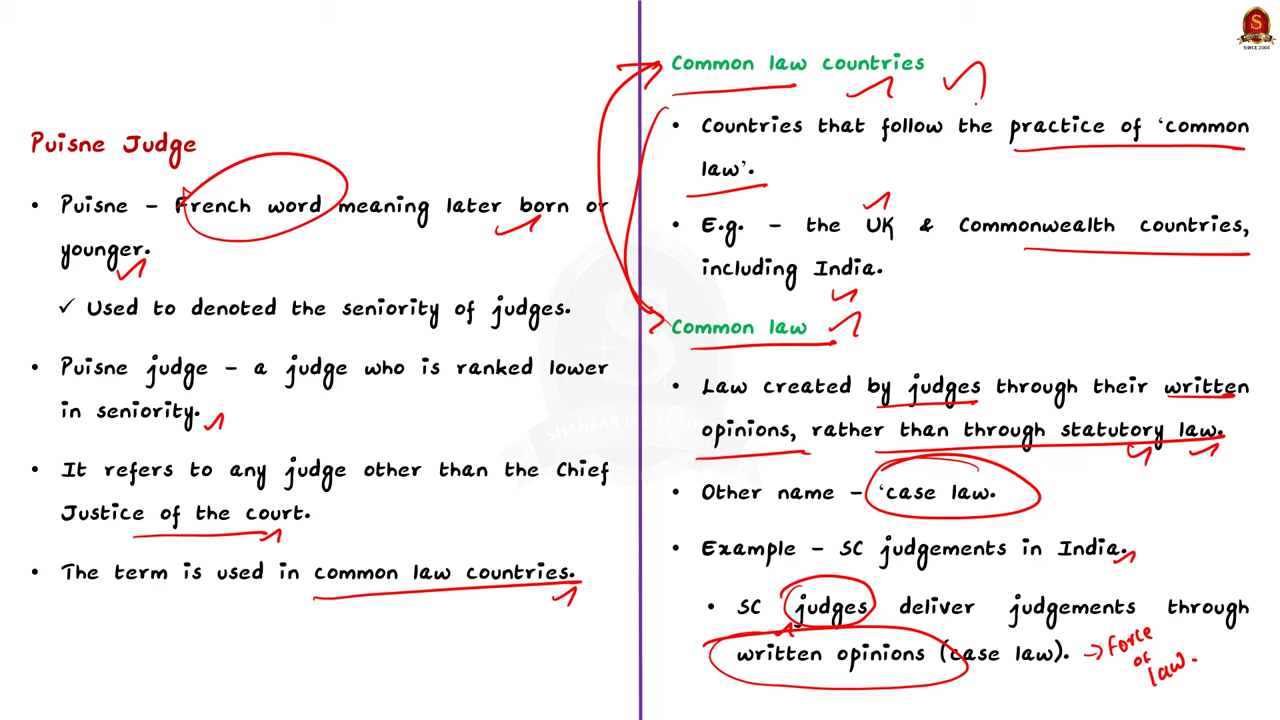 Puisne Judge
• Puisne – French word meaning later born or
younger.
✓ Used to denoted the seniority of judges.
• Puisne judge – a judge who is ranked lower
in seniority.
• It refers to any judge other than the Chief
Justice of the court.
• The term is used in common law countries.
Common law countries
• Countries that follow the practice of ‘common
law’.
• E.g. – the UK & Commonwealth countries,
including India.
Common law
• Law created by judges through their written
opinions, rather than through statutory law.
• Other name – ‘case law.
• Example – SC judgements in India.
• SC judges deliver judgements through
written opinions (case law). → Force
of
law.
S
SINCE 2004
SHANKAR IAS ACADEMY